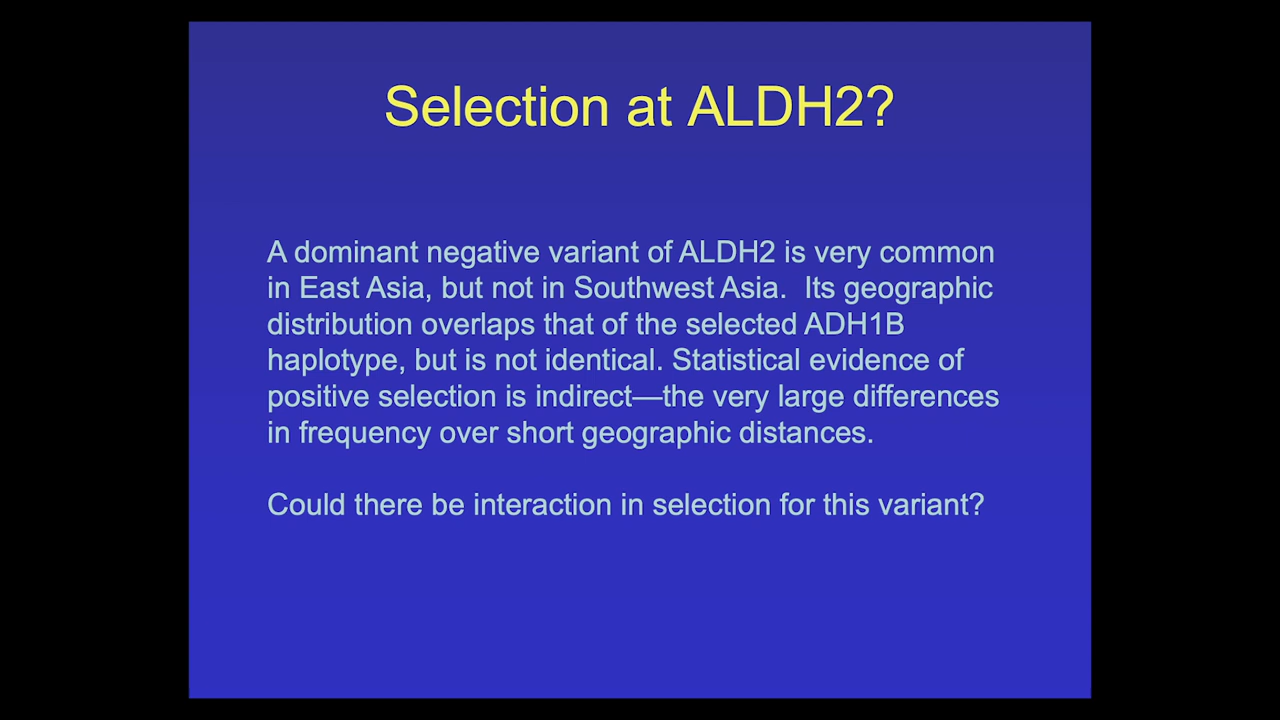 Selection at ALDH2?
A dominant negative variant of ALDH2 is very common
in East Asia, but not in Southwest Asia.  Its geographic
distribution overlaps that of the selected ADH1B
haplotype, but is not identical. Statistical evidence of
positive selection is indirect—the very large differences
in frequency over short geographic distances.
Could there be interaction in selection for this variant?